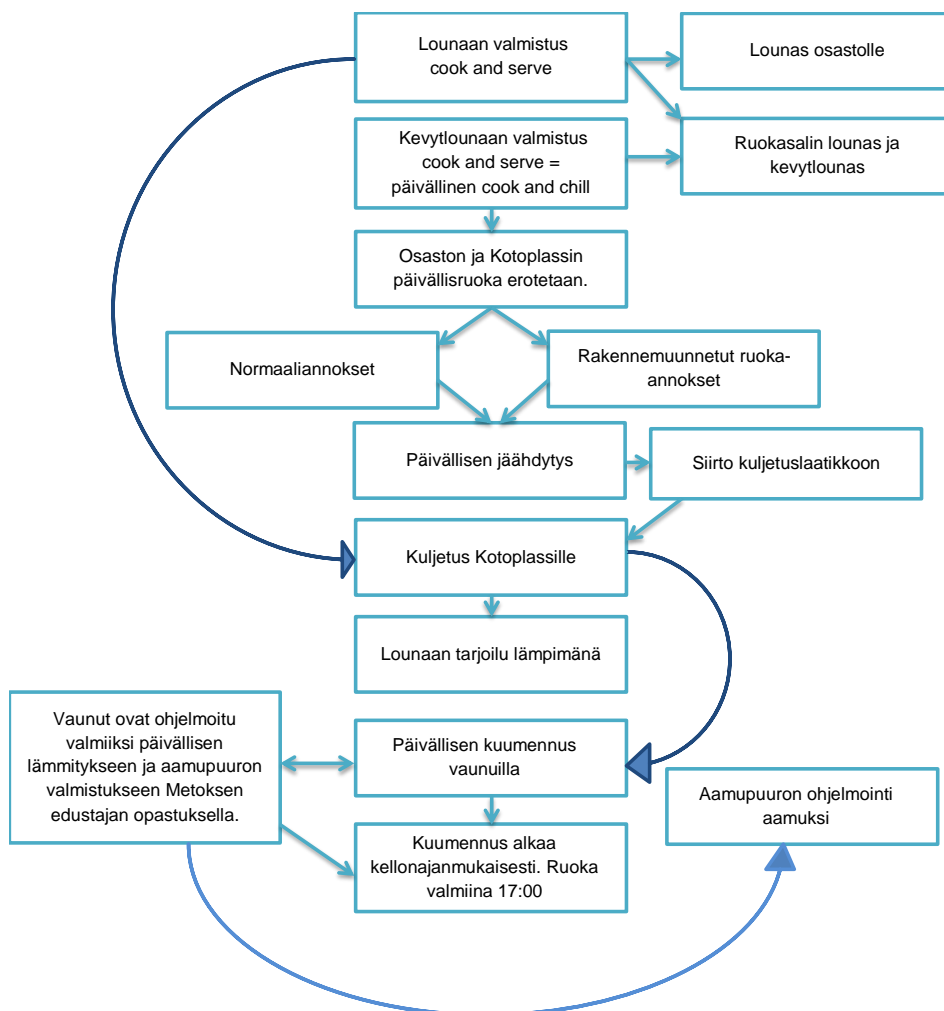 Lounaan valmistus
cook and serve
Lounas osastolle
Kevytlounaan valmistus
cook and serve =
päivällinen cook and chill
Ruokasalin lounas ja
kevytlounas
Osaston ja Kotoplassin
päivällisruoka erotetaan.
Normaaliannokset
Rakennemuunnetut ruoka-
annokset
Päivällisen jäähdytys
Siirto kuljetuslaatikkoon
Kuljetus Kotoplassille
Lounaan tarjoilu lämpimänä
Vaunut ovat ohjelmoitu
valmiiksi päivällisen
lämmitykseen ja aamupuuron
valmistukseen Metoksen
edustajan opastuksella.
Päivällisen kuumennus
vaunuilla
Aamupuuron ohjelmointi
aamuksi
Kuumennus alkaa
kellonajanmukaisesti. Ruoka
valmiina 17:00